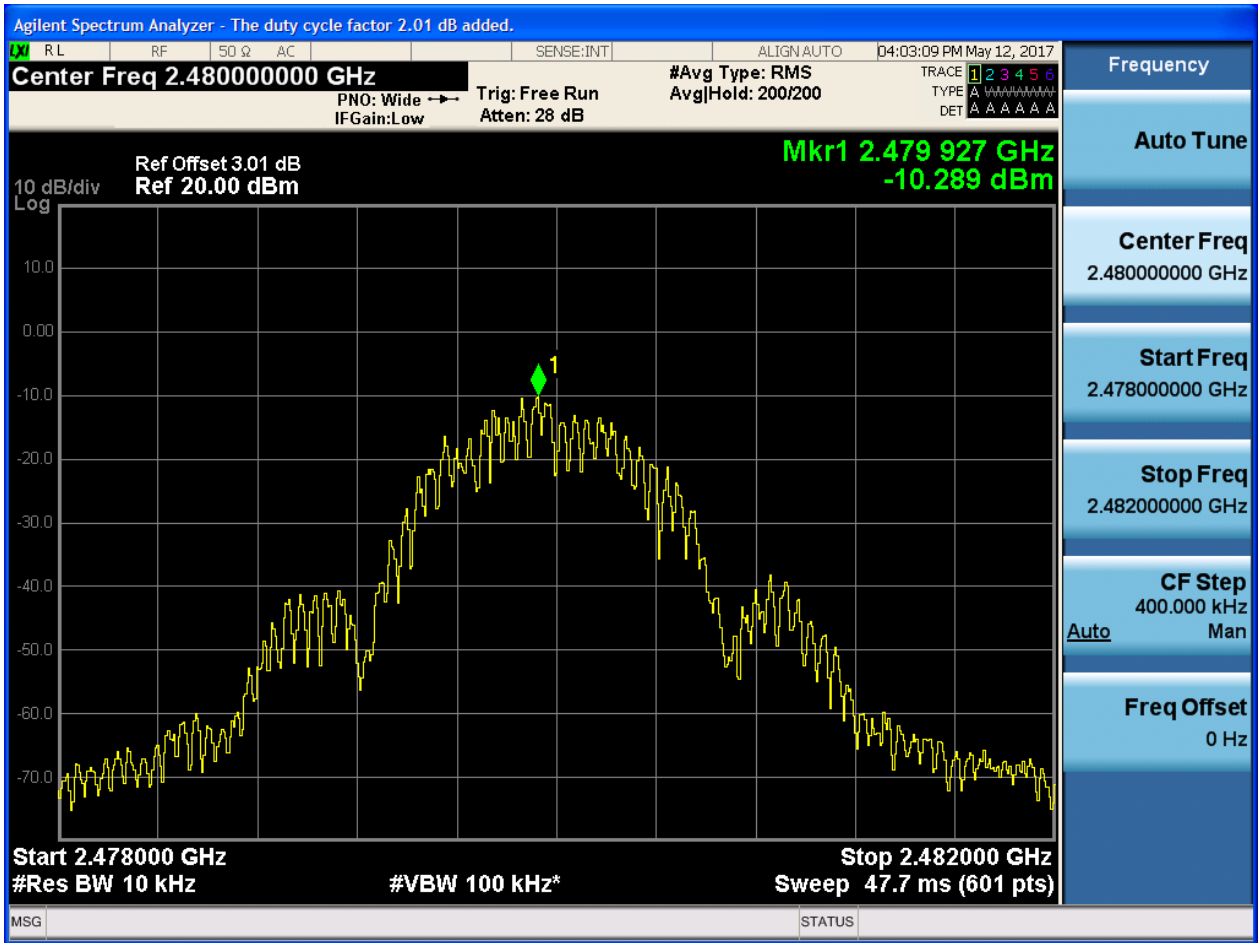 Agilent Spectrum Analyzer - The duty cycle factor 2.01 dB added.
LXI RL RF 50 Ω AC SENSE:INT ALIGN AUTO 04:03:09 PM May 12, 2017
Center Freq 2.480000000 GHz
PNO: Wide
IFGain:Low
Trig: Free Run
Atten: 28 dB
#Avg Type: RMS
Avg|Hold: 200/200
TRACE 1 2 3 4 5 6
TYPE A WWWWW
DET A A A A A A
Mkr1 2.479 927 GHz
-10.289 dBm
Ref Offset 3.01 dB
10 dB/div Ref 20.00 dBm
Log
10.0
0.00
-10.0
-20.0
-30.0
-40.0
-50.0
-60.0
-70.0
1
Start 2.478000 GHz Stop 2.482000 GHz
#Res BW 10 kHz #VBW 100 kHz* Sweep 47.7 ms (601 pts)
MSG STATUS
Frequency
Auto Tune
Center Freq
2.480000000 GHz
Start Freq
2.478000000 GHz
Stop Freq
2.482000000 GHz
CF Step
400.000 kHz
Auto Man
Freq Offset
0 Hz